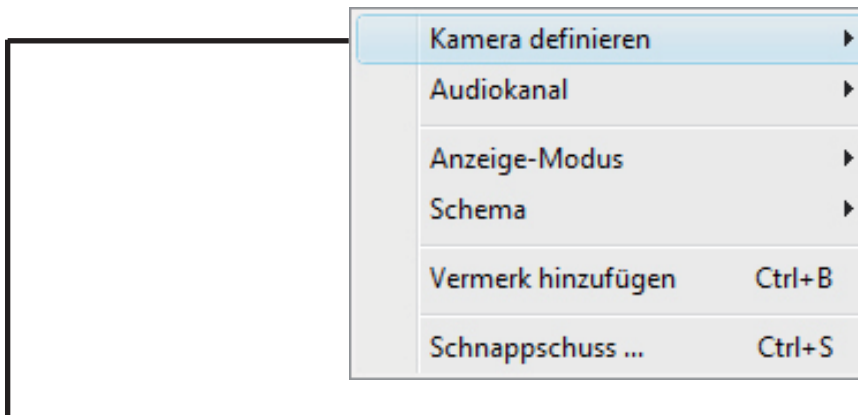 Kamera definieren
Audiokanal
Anzeige-Modus
Schema
Vermerk hinzufügen Ctrl+B
Schnappschuss ... Ctrl+S